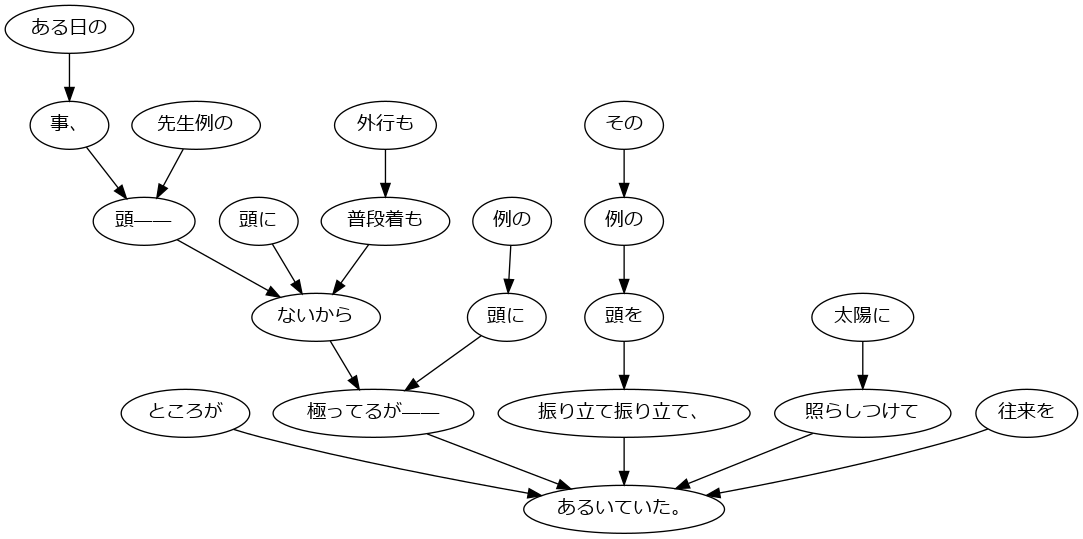 ある日の
事、
先生例の
外行も
その
頭――
頭に
普段着も
例の
例の
ないから
頭に
頭を
太陽に
ところが
極ってるが――
振り立て振り立て、
照らしつけて
往来を
あるいていた。